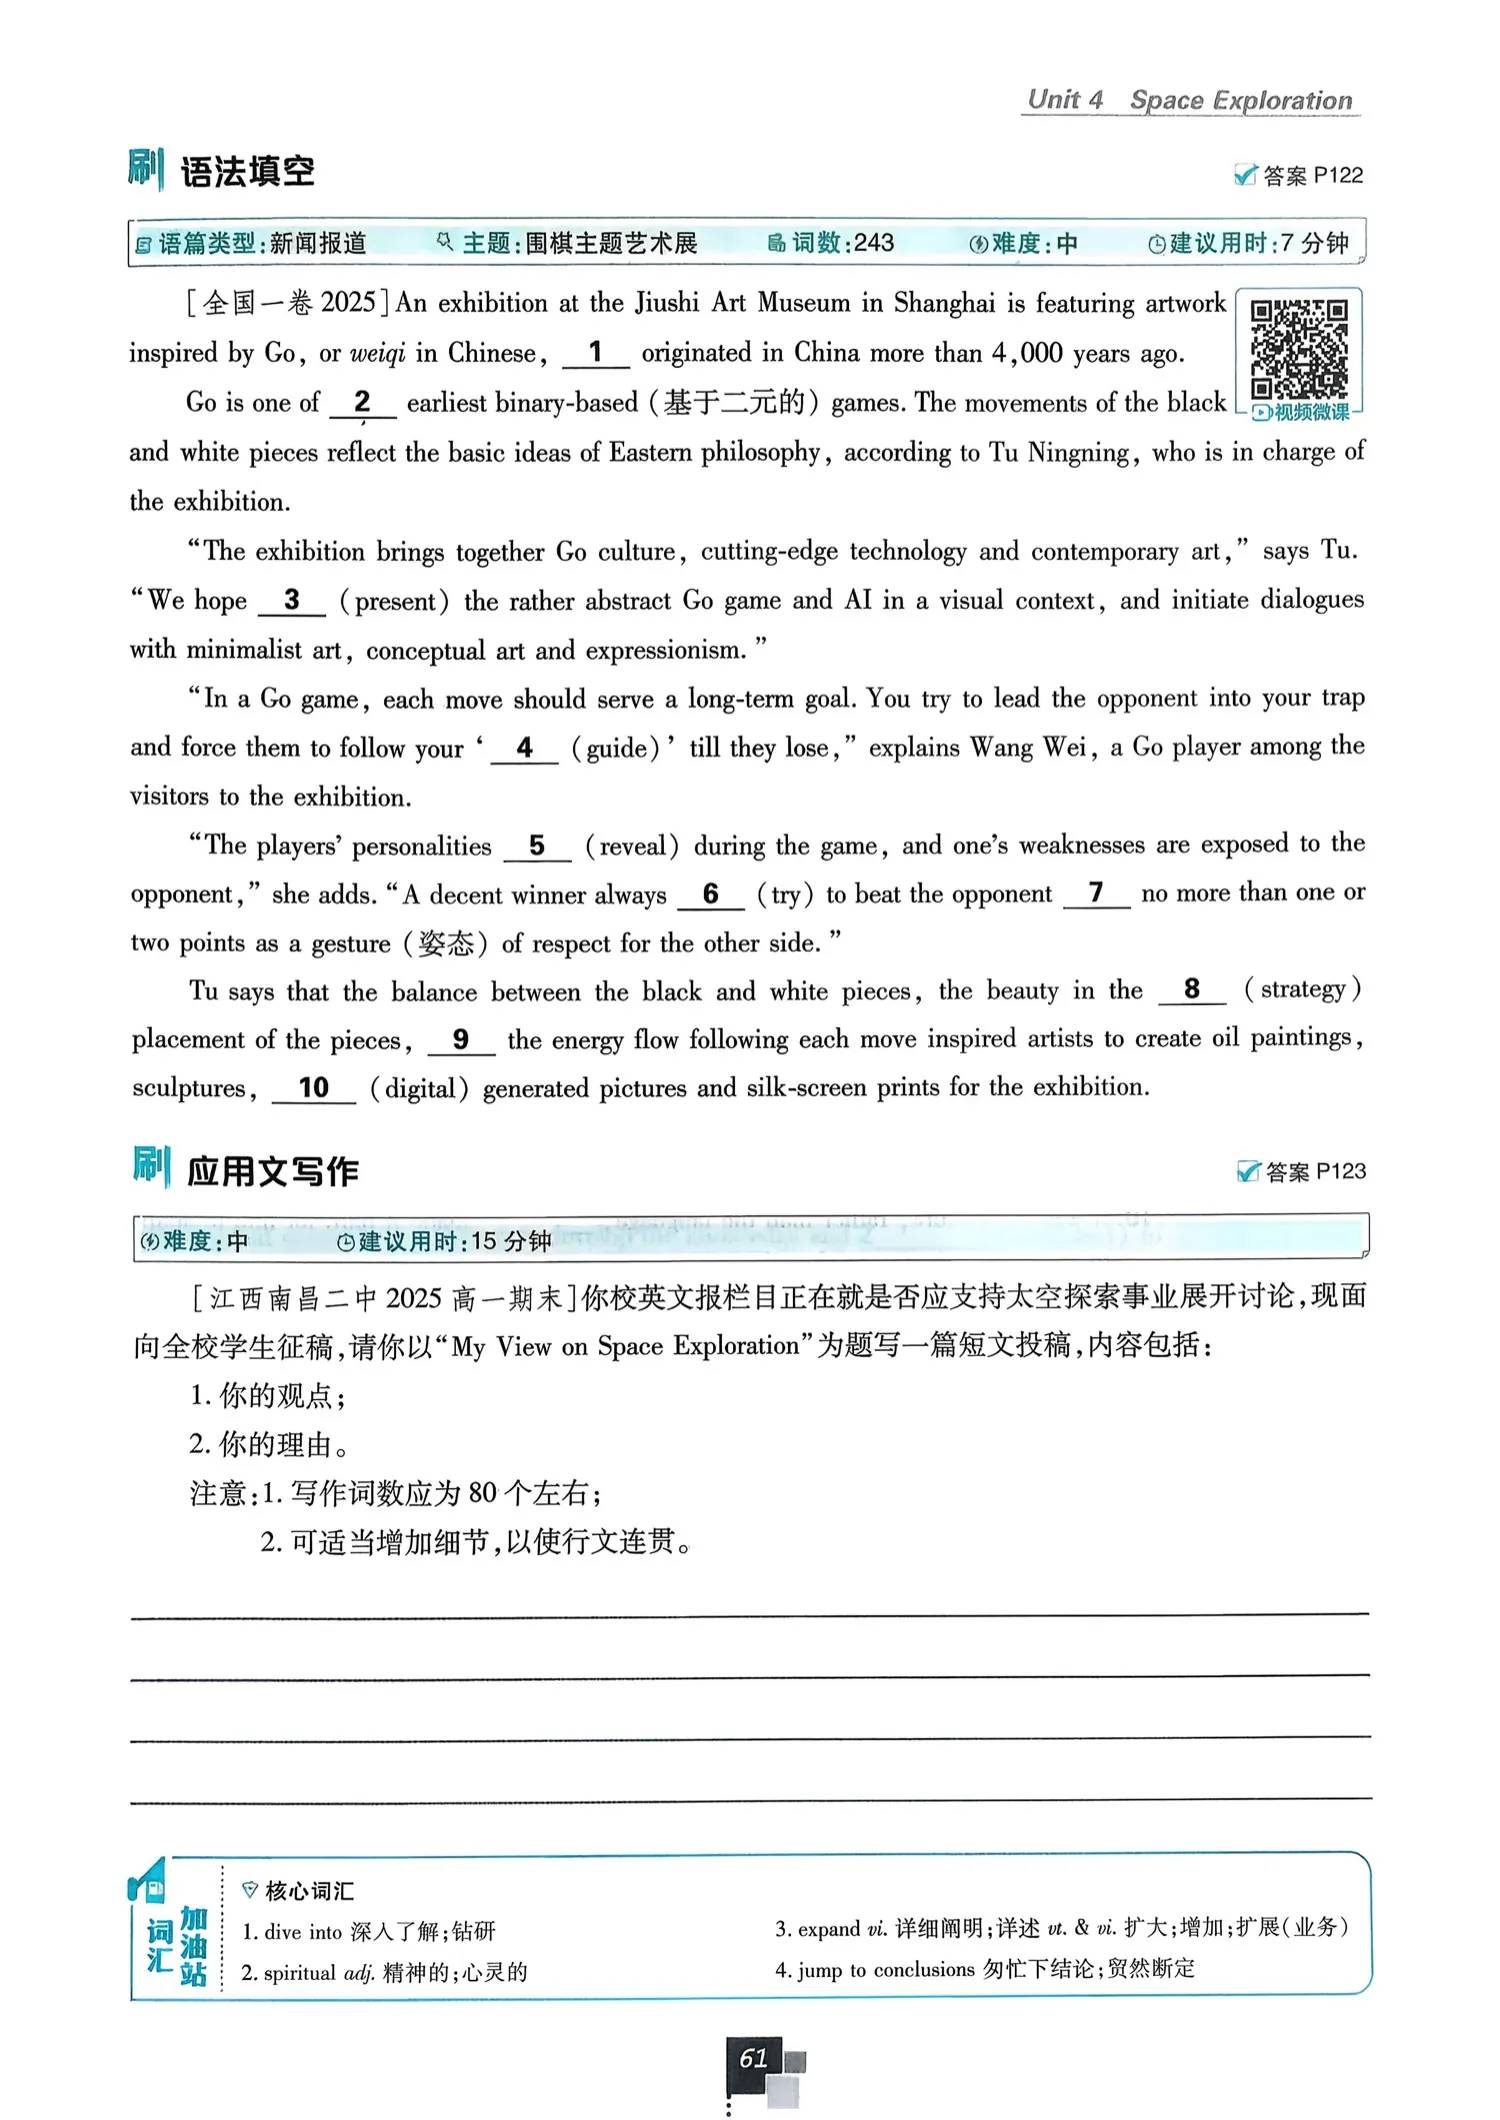 Unit 4 Space Exploration
刷 语法填空
答案 P122
语篇类型:新闻报道 主题:围棋主题艺术展 词数:243 难度:中 建议用时:7 分钟
[全国一卷 2025]An exhibition at the Jiushi Art Museum in Shanghai is featuring artwork
inspired by Go, or weiqi in Chinese, 1 originated in China more than 4,000 years ago.
Go is one of 2 earliest binary-based (基于二元的) games. The movements of the black
视频微课
and white pieces reflect the basic ideas of Eastern philosophy, according to Tu Ningning, who is in charge of
the exhibition.
“The exhibition brings together Go culture, cutting-edge technology and contemporary art,” says Tu.
“We hope 3 (present) the rather abstract Go game and AI in a visual context, and initiate dialogues
with minimalist art, conceptual art and expressionism.”
“In a Go game, each move should serve a long-term goal. You try to lead the opponent into your trap
and force them to follow your ‘ 4 (guide)’ till they lose,” explains Wang Wei, a Go player among the
visitors to the exhibition.
“The players’ personalities 5 (reveal) during the game, and one’s weaknesses are exposed to the
opponent,” she adds. “A decent winner always 6 (try) to beat the opponent 7 no more than one or
two points as a gesture (姿态) of respect for the other side.”
Tu says that the balance between the black and white pieces, the beauty in the 8 (strategy)
placement of the pieces, 9 the energy flow following each move inspired artists to create oil paintings,
sculptures, 10 (digital) generated pictures and silk-screen prints for the exhibition.
刷 应用文写作
答案 P123
难度:中 建议用时:15 分钟
[江西南昌二中 2025 高一期末]你校英文报栏目正在就是否应支持太空探索事业展开讨论,现面
向全校学生征稿,请你以“My View on Space Exploration”为题写一篇短文投稿,内容包括:
1. 你的观点;
2. 你的理由。
注意:1. 写作词数应为 80 个左右;
2. 可适当增加细节,以使行文连贯。
词汇加油站
核心词汇
1. dive into 深入了解;钻研
2. spiritual adj. 精神的;心灵的
3. expand vi. 详细阐明;详述 vt. & vi. 扩大;增加;扩展(业务)
4. jump to conclusions 匆忙下结论;贸然断定
61